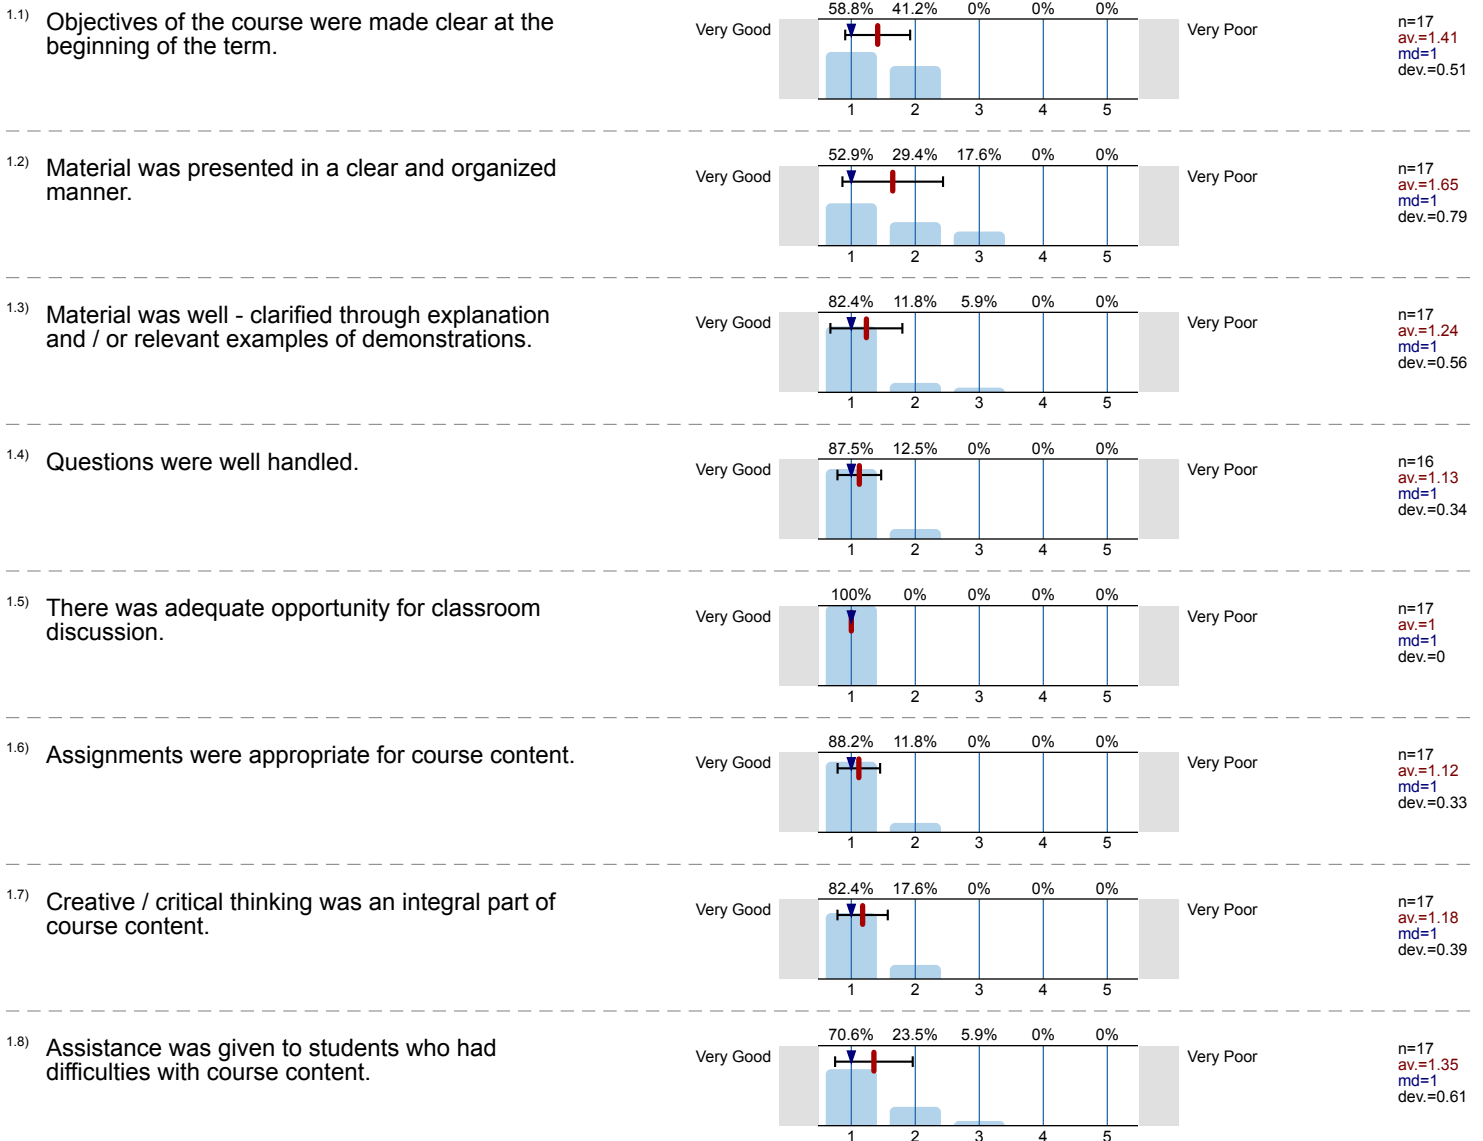 1.1) Objectives of the course were made clear at the
beginning of the term.
58.8% 41.2% 0% 0% 0%
Very Good Very Poor
1 2 3 4 5
n=17
av.=1.41
md=1
dev.=0.51
1.2) Material was presented in a clear and organized
manner.
52.9% 29.4% 17.6% 0% 0%
Very Good Very Poor
1 2 3 4 5
n=17
av.=1.65
md=1
dev.=0.79
1.3) Material was well - clarified through explanation
and / or relevant examples of demonstrations.
82.4% 11.8% 5.9% 0% 0%
Very Good Very Poor
1 2 3 4 5
n=17
av.=1.24
md=1
dev.=0.56
1.4) Questions were well handled.
87.5% 12.5% 0% 0% 0%
Very Good Very Poor
1 2 3 4 5
n=16
av.=1.13
md=1
dev.=0.34
1.5) There was adequate opportunity for classroom
discussion.
100% 0% 0% 0% 0%
Very Good Very Poor
1 2 3 4 5
n=17
av.=1
md=1
dev.=0
1.6) Assignments were appropriate for course content.
88.2% 11.8% 0% 0% 0%
Very Good Very Poor
1 2 3 4 5
n=17
av.=1.12
md=1
dev.=0.33
1.7) Creative / critical thinking was an integral part of
course content.
82.4% 17.6% 0% 0% 0%
Very Good Very Poor
1 2 3 4 5
n=17
av.=1.18
md=1
dev.=0.39
1.8) Assistance was given to students who had
difficulties with course content.
70.6% 23.5% 5.9% 0% 0%
Very Good Very Poor
1 2 3 4 5
n=17
av.=1.35
md=1
dev.=0.61